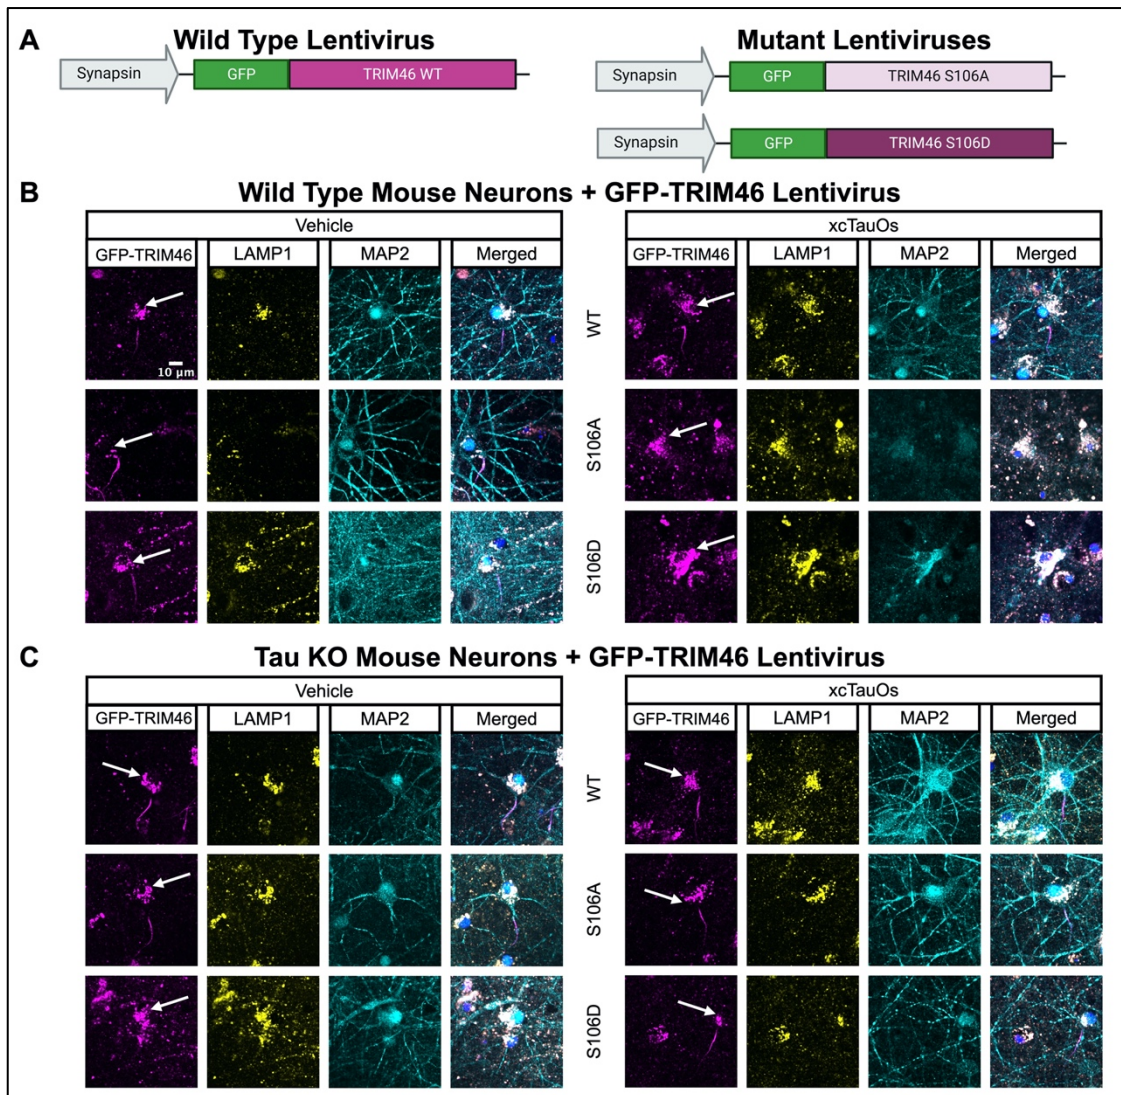 A
Wild Type Lentivirus
Mutant Lentiviruses
Synapsin GFP TRIM46 WT
Synapsin GFP TRIM46 S106A
Synapsin GFP TRIM46 S106D
B
Wild Type Mouse Neurons + GFP-TRIM46 Lentivirus
Vehicle
xcTauOs
GFP-TRIM46 LAMP1 MAP2 Merged
GFP-TRIM46 LAMP1 MAP2 Merged
10 µm
WT
S106A
S106D
C
Tau KO Mouse Neurons + GFP-TRIM46 Lentivirus
Vehicle
xcTauOs
GFP-TRIM46 LAMP1 MAP2 Merged
GFP-TRIM46 LAMP1 MAP2 Merged
WT
S106A
S106D